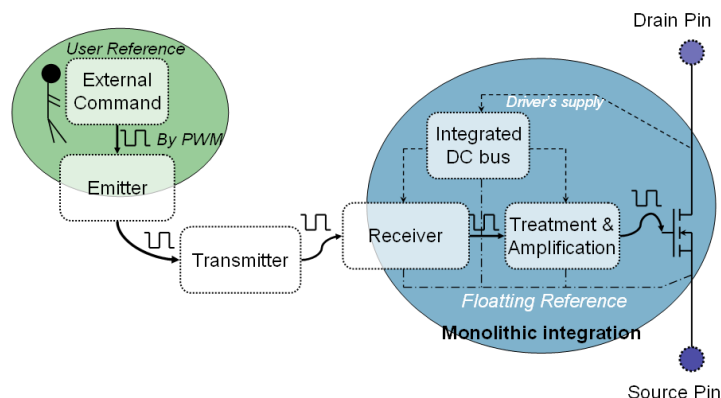 Drain Pin
User Reference
External
Command
By PWM
Emitter
Transmitter
Driver's supply
Integrated
DC bus
Receiver
Treatment &
Amplification
Floatting Reference
Monolithic integration
Source Pin